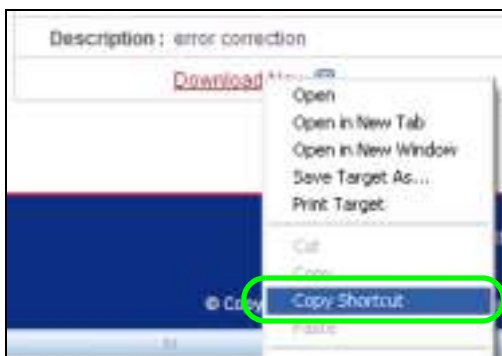 Description : error correction
Download
Open
Open in New Tab
Open in New Window
Save Target As...
Print Target
Cut
Copy
© Copy
Copy Shortcut
Paste